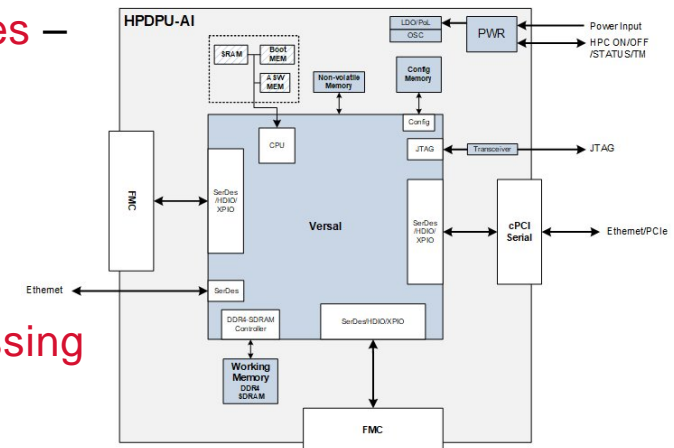 es –
ssing
HPDPU-AI
LDO/PoL
OSC
PWR
Power Input
HPC ON/OFF
/STATUS/TM
SRAM
Boot
MEM
ASW
MEM
Non-volatile
Memory
Config
Memory
Config
CPU
JTAG
Transceiver
JTAG
FMC
SerDes
/HDIO/
XPIO
Versal
SerDes
/HDIO/
XPIO
cPCI
Serial
Ethernet/PCIe
Ethernet
SerDes
DDR4-SDRAM
Controller
SerDes/HDIO/XPIO
Working
Memory
DDR4
SDRAM
FMC